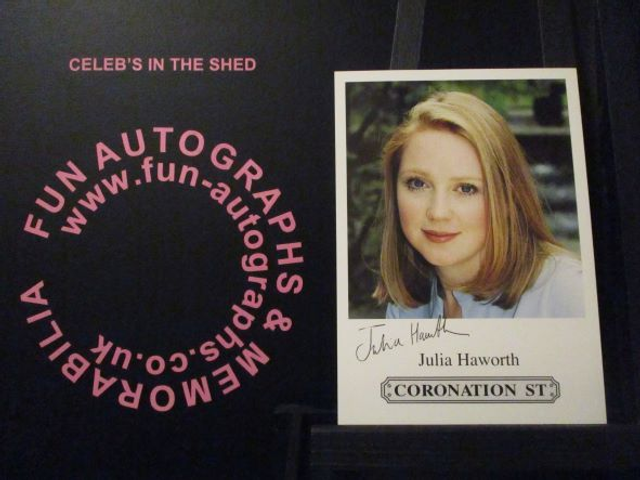 CELEB'S IN THE SHED
FUN AUTOGRAPHS & MEMORABILIA
www.fun-autographs.co.uk
Julia Haworth
Julia Haworth
CORONATION ST